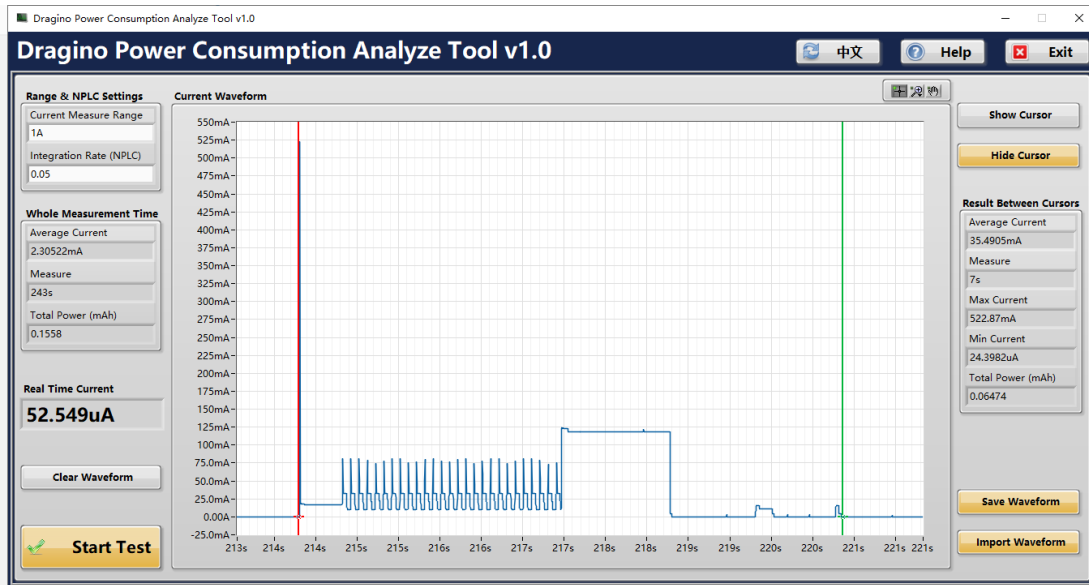 Dragino Power Consumption Analyze Tool v1.0
Dragino Power Consumption Analyze Tool v1.0
中文
Help
Exit
Range & NPLC Settings
Current Measure Range
1A
Integration Rate (NPLC)
0.05
Whole Measurement Time
Average Current
2.30522mA
Measure
243s
Total Power (mAh)
0.1558
Real Time Current
52.549uA
Clear Waveform
Start Test
Current Waveform
550mA
525mA
500mA
475mA
450mA
425mA
400mA
375mA
350mA
325mA
300mA
275mA
250mA
225mA
200mA
175mA
150mA
125mA
100mA
75.0mA
50.0mA
25.0mA
0.00A
-25.0mA
213s 214s 214s 215s 215s 216s 216s 217s 217s 218s 218s 219s 219s 220s 220s 221s 221s 221s
Show Cursor
Hide Cursor
Result Between Cursors
Average Current
35.4905mA
Measure
7s
Max Current
522.87mA
Min Current
24.3982uA
Total Power (mAh)
0.06474
Save Waveform
Import Waveform